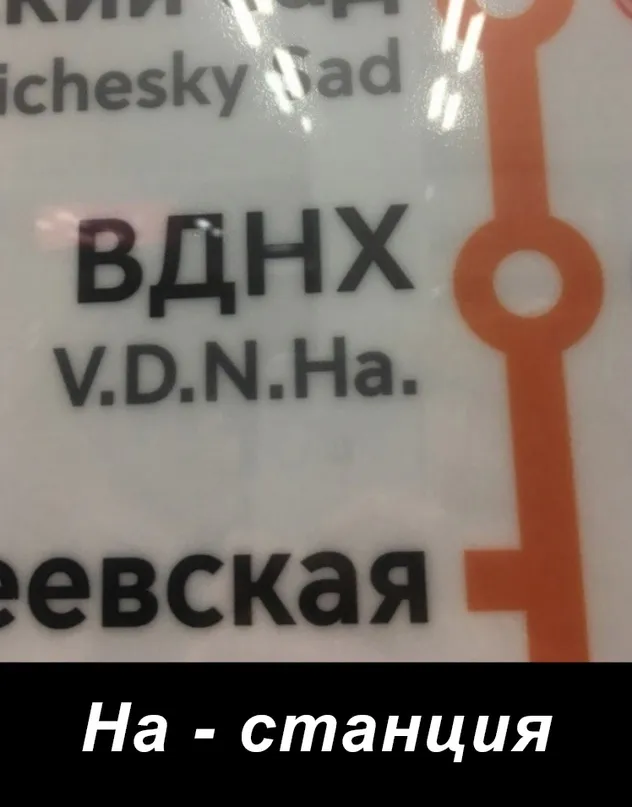 ichesky Sad
ВДНХ
V.D.N.Ha.
еевская
На - станция